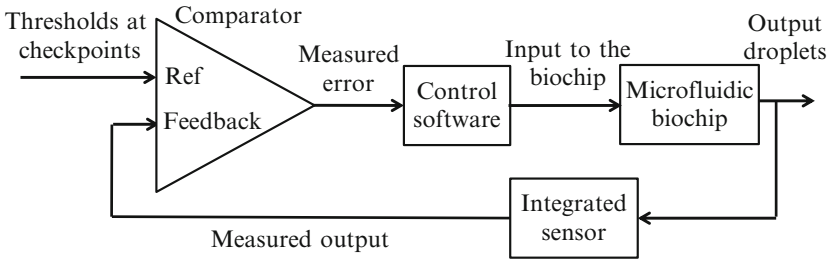 Thresholds at
checkpoints
Comparator
Ref
Feedback
Measured
error
Control
software
Input to the
biochip
Microfluidic
biochip
Output
droplets
Integrated
sensor
Measured output